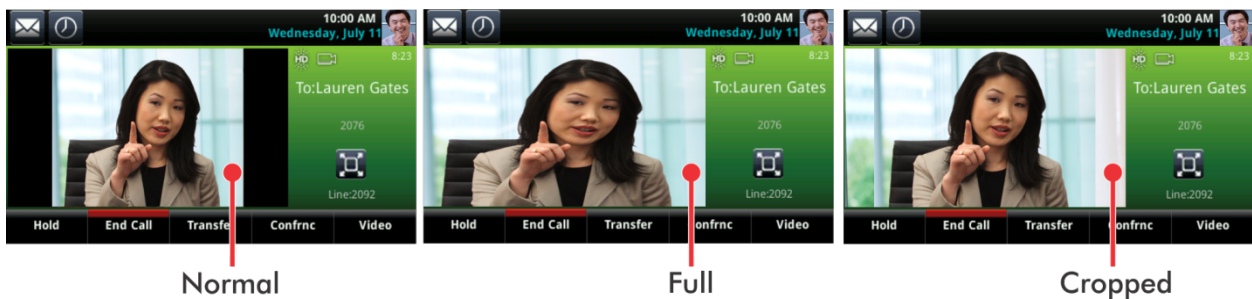 10:00 AM
Wednesday, July 11
HD
8:23
To:Lauren Gates
2076
Line:2092
Hold End Call Transfe Confrnc Video
Normal
10:00 AM
Wednesday, July 11
HD
8:23
To:Lauren Gates
2076
Line:2092
Hold End Call Transfer onfrnc Video
Full
10:00 AM
Wednesday, July 11
HD
8:23
To:Lauren Gates
2076
Line:2092
Hold End Call Transfer onfrnc Video
Cropped